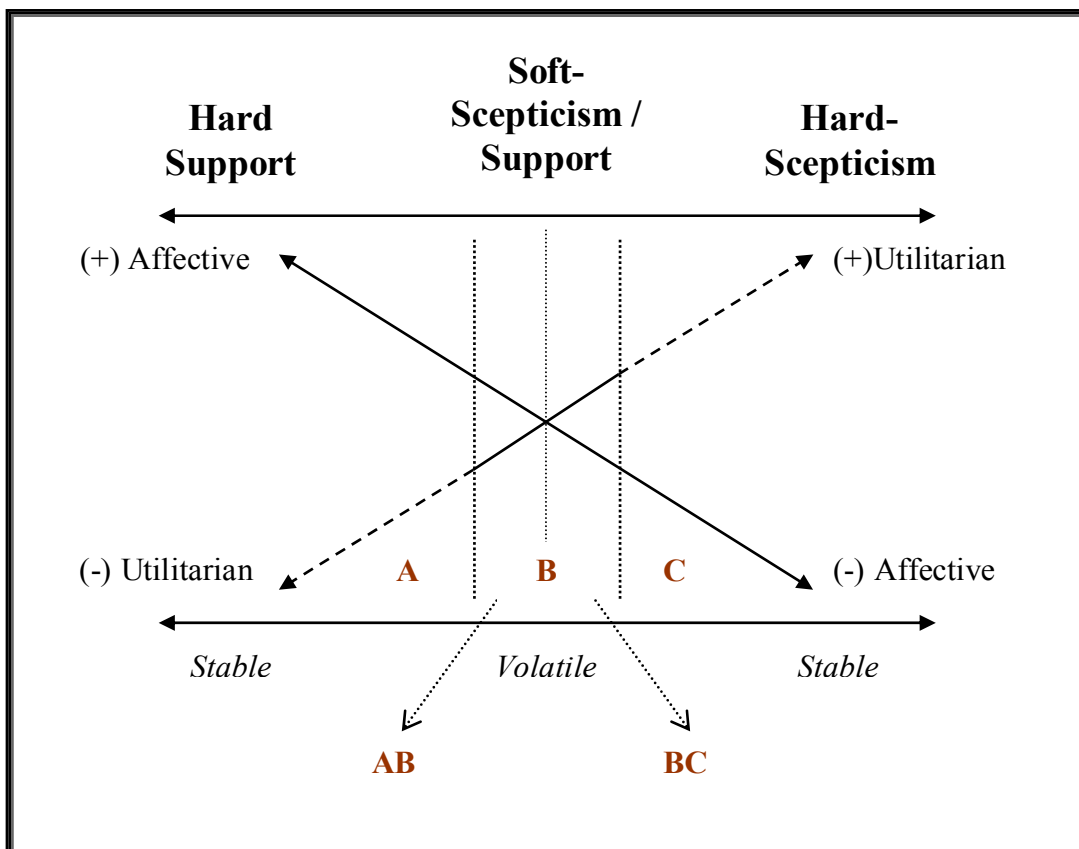 Hard
Support
Soft-
Scepticism /
Support
Hard-
Scepticism
(+) Affective
(+)Utilitarian
(-) Utilitarian
A
B
C
(-) Affective
Stable
Volatile
Stable
AB
BC